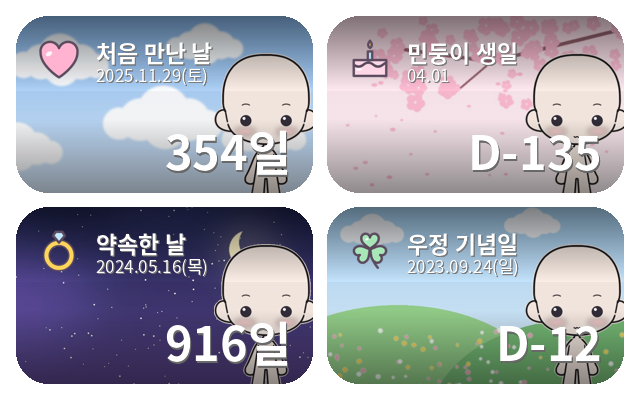 처음 만난 날
2025.11.29(토)
354일
민둥이 생일
04.01
D-135
약속한 날
2024.05.16(목)
916일
우정 기념일
2023.09.24(일)
D-12